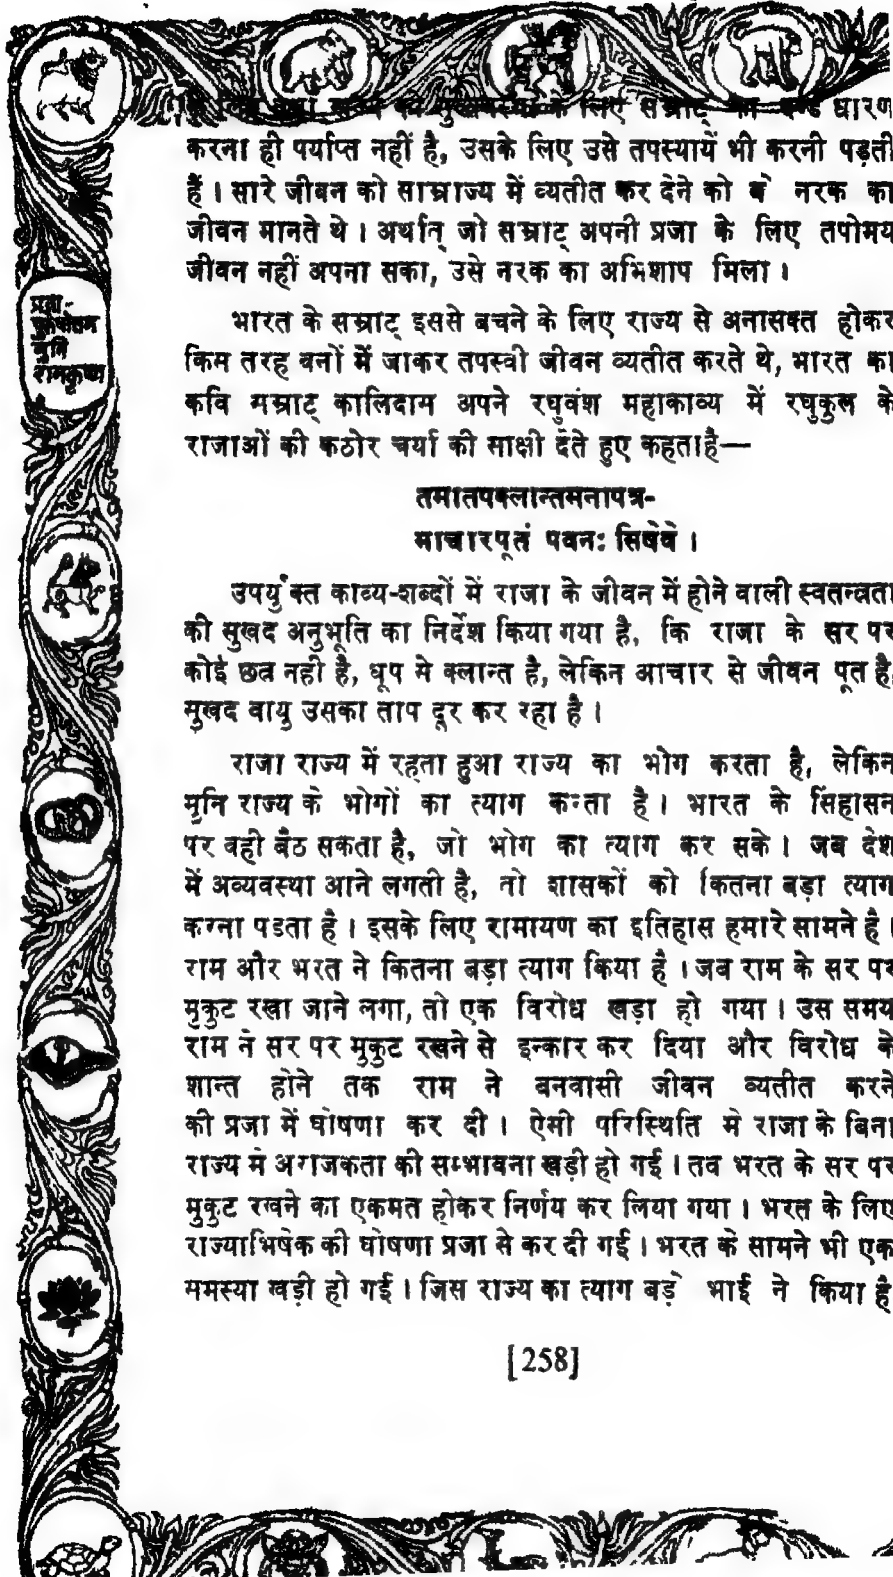 के लिए सम्राट् का दण्ड धारण
करना ही पर्याप्त नहीं है, उसके लिए उसे तपस्यायें भी करनी पड़ती
हैं । सारे जीवन को साम्राज्य में व्यतीत कर देने को वे नरक का
जीवन मानते थे । अर्थात् जो सम्राट् अपनी प्रजा के लिए तपोमय
जीवन नहीं अपना सका, उसे नरक का अभिशाप मिला ।
भारत के सम्राट् इससे बचने के लिए राज्य से अनासक्त होकर
किस तरह वनों में जाकर तपस्वी जीवन व्यतीत करते थे, भारत का
कवि सम्राट् कालिदास अपने रघुवंश महाकाव्य में रघुकुल के
राजाओं की कठोर चर्या की साक्षी देते हुए कहता है—
तमातपक्लान्तमनापत्र-
माचारपूतं पवनः सिषेवे ।
उपर्युक्त काव्य-शब्दों में राजा के जीवन में होने वाली स्वतन्त्रता
की सुखद अनुभूति का निर्देश किया गया है, कि राजा के सर पर
कोई छत्र नहीं है, धूप से क्लान्त है, लेकिन आचार से जीवन पूत है,
सुखद वायु उसका ताप दूर कर रहा है ।
राजा राज्य में रहता हुआ राज्य का भोग करता है, लेकिन
मुनि राज्य के भोगों का त्याग करता है । भारत के सिंहासन
पर वही बैठ सकता है, जो भोग का त्याग कर सके । जब देश
में अव्यवस्था आने लगती है, तो शासकों को कितना बड़ा त्याग
करना पड़ता है । इसके लिए रामायण का इतिहास हमारे सामने है ।
राम और भरत ने कितना बड़ा त्याग किया है । जब राम के सर पर
मुकुट रखा जाने लगा, तो एक विरोध खड़ा हो गया । उस समय
राम ने सर पर मुकुट रखने से इन्कार कर दिया और विरोध के
शान्त होने तक राम ने बनवासी जीवन व्यतीत करने
की प्रजा में घोषणा कर दी । ऐसी परिस्थिति में राजा के बिना
राज्य में अराजकता की सम्भावना खड़ी हो गई । तब भरत के सर पर
मुकुट रखने का एकमत होकर निर्णय कर लिया गया । भरत के लिए
राज्याभिषेक की घोषणा प्रजा से कर दी गई । भरत के सामने भी एक
समस्या खड़ी हो गई । जिस राज्य का त्याग बड़े भाई ने किया है
[258]